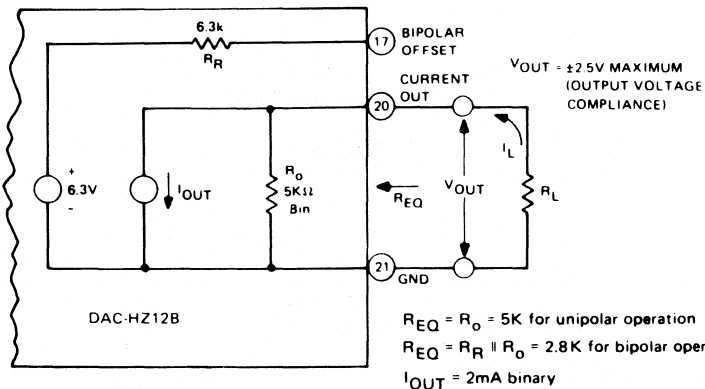 6.3k
R_R
17 BIPOLAR
OFFSET
CURRENT
20 OUT
V_OUT = ±2.5V MAXIMUM
(OUTPUT VOLTAGE
COMPLIANCE)
+
6.3V
-
I_OUT
R_o
5KΩ
Bin
R_EQ
V_OUT
I_L
R_L
21 GND
DAC-HZ12B
R_EQ = R_o = 5K for unipolar operation
R_EQ = R_R || R_o = 2.8K for bipolar oper
I_OUT = 2mA binary